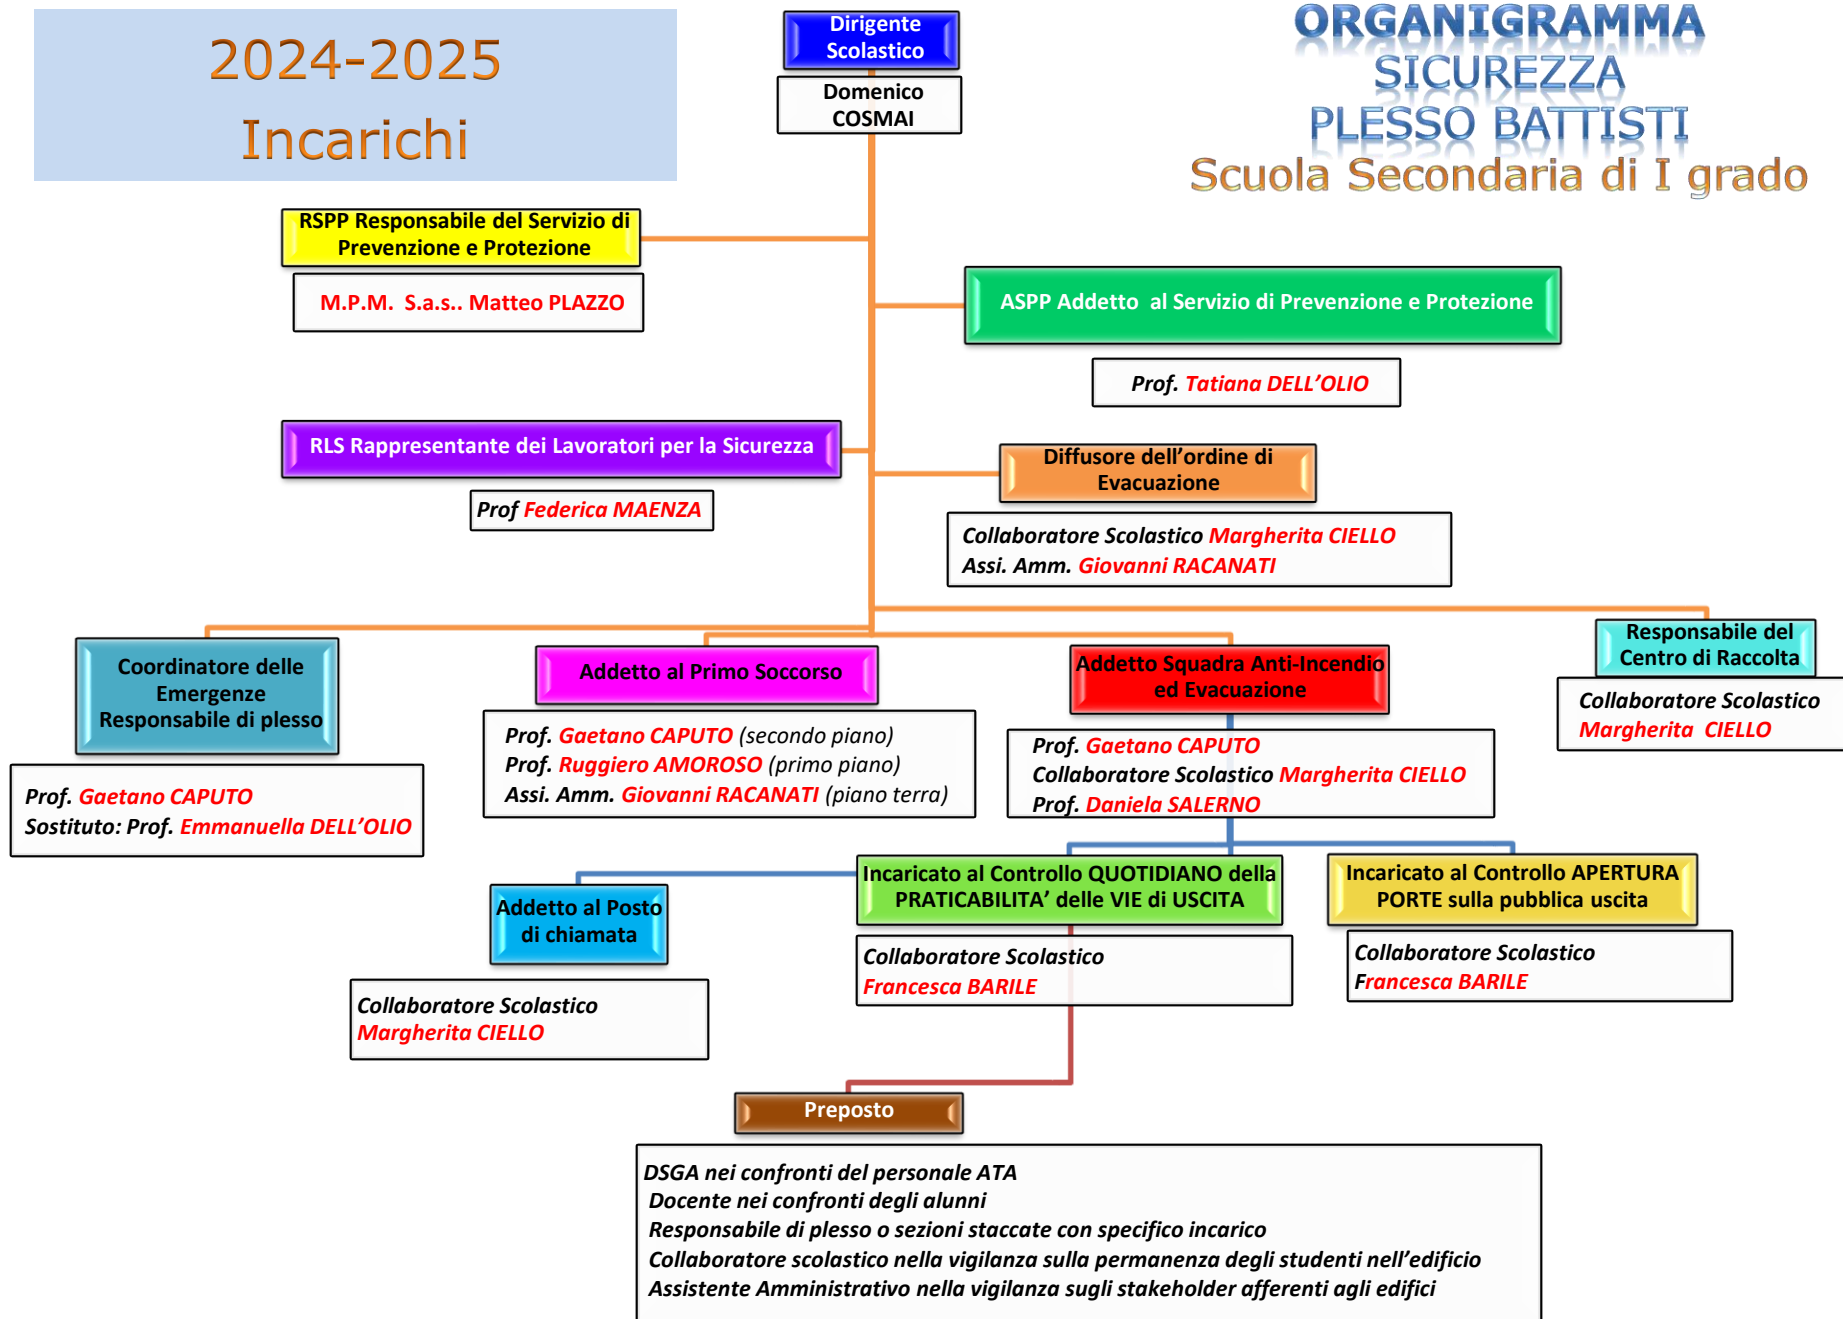 2024-2025
Incarichi
Dirigente
Scolastico
Domenico
COSMAI
ORGANIGRAMMA
SICUREZZA
PLESSO BATTISTI
Scuola Secondaria di I grado
RSPP Responsabile del Servizio di
Prevenzione e Protezione
M.P.M. S.a.s.. Matteo PLAZZO
ASPP Addetto al Servizio di Prevenzione e Protezione
Prof. Tatiana DELL’OLIO
RLS Rappresentante dei Lavoratori per la Sicurezza
Prof Federica MAENZA
Diffusore dell’ordine di
Evacuazione
Collaboratore Scolastico Margherita CIELLO
Assi. Amm. Giovanni RACANATI
Coordinatore delle
Emergenze
Responsabile di plesso
Prof. Gaetano CAPUTO
Sostituto: Prof. Emmanuella DELL’OLIO
Addetto al Primo Soccorso
Prof. Gaetano CAPUTO (secondo piano)
Prof. Ruggiero AMOROSO (primo piano)
Assi. Amm. Giovanni RACANATI (piano terra)
Addetto Squadra Anti-Incendio
ed Evacuazione
Prof. Gaetano CAPUTO
Collaboratore Scolastico Margherita CIELLO
Prof. Daniela SALERNO
Responsabile del
Centro di Raccolta
Collaboratore Scolastico
Margherita CIELLO
Addetto al Posto
di chiamata
Collaboratore Scolastico
Margherita CIELLO
Incaricato al Controllo QUOTIDIANO della
PRATICABILITA’ delle VIE di USCITA
Collaboratore Scolastico
Francesca BARILE
Incaricato al Controllo APERTURA
PORTE sulla pubblica uscita
Collaboratore Scolastico
Francesca BARILE
Preposto
DSGA nei confronti del personale ATA
Docente nei confronti degli alunni
Responsabile di plesso o sezioni staccate con specifico incarico
Collaboratore scolastico nella vigilanza sulla permanenza degli studenti nell’edificio
Assistente Amministrativo nella vigilanza sugli stakeholder afferenti agli edifici